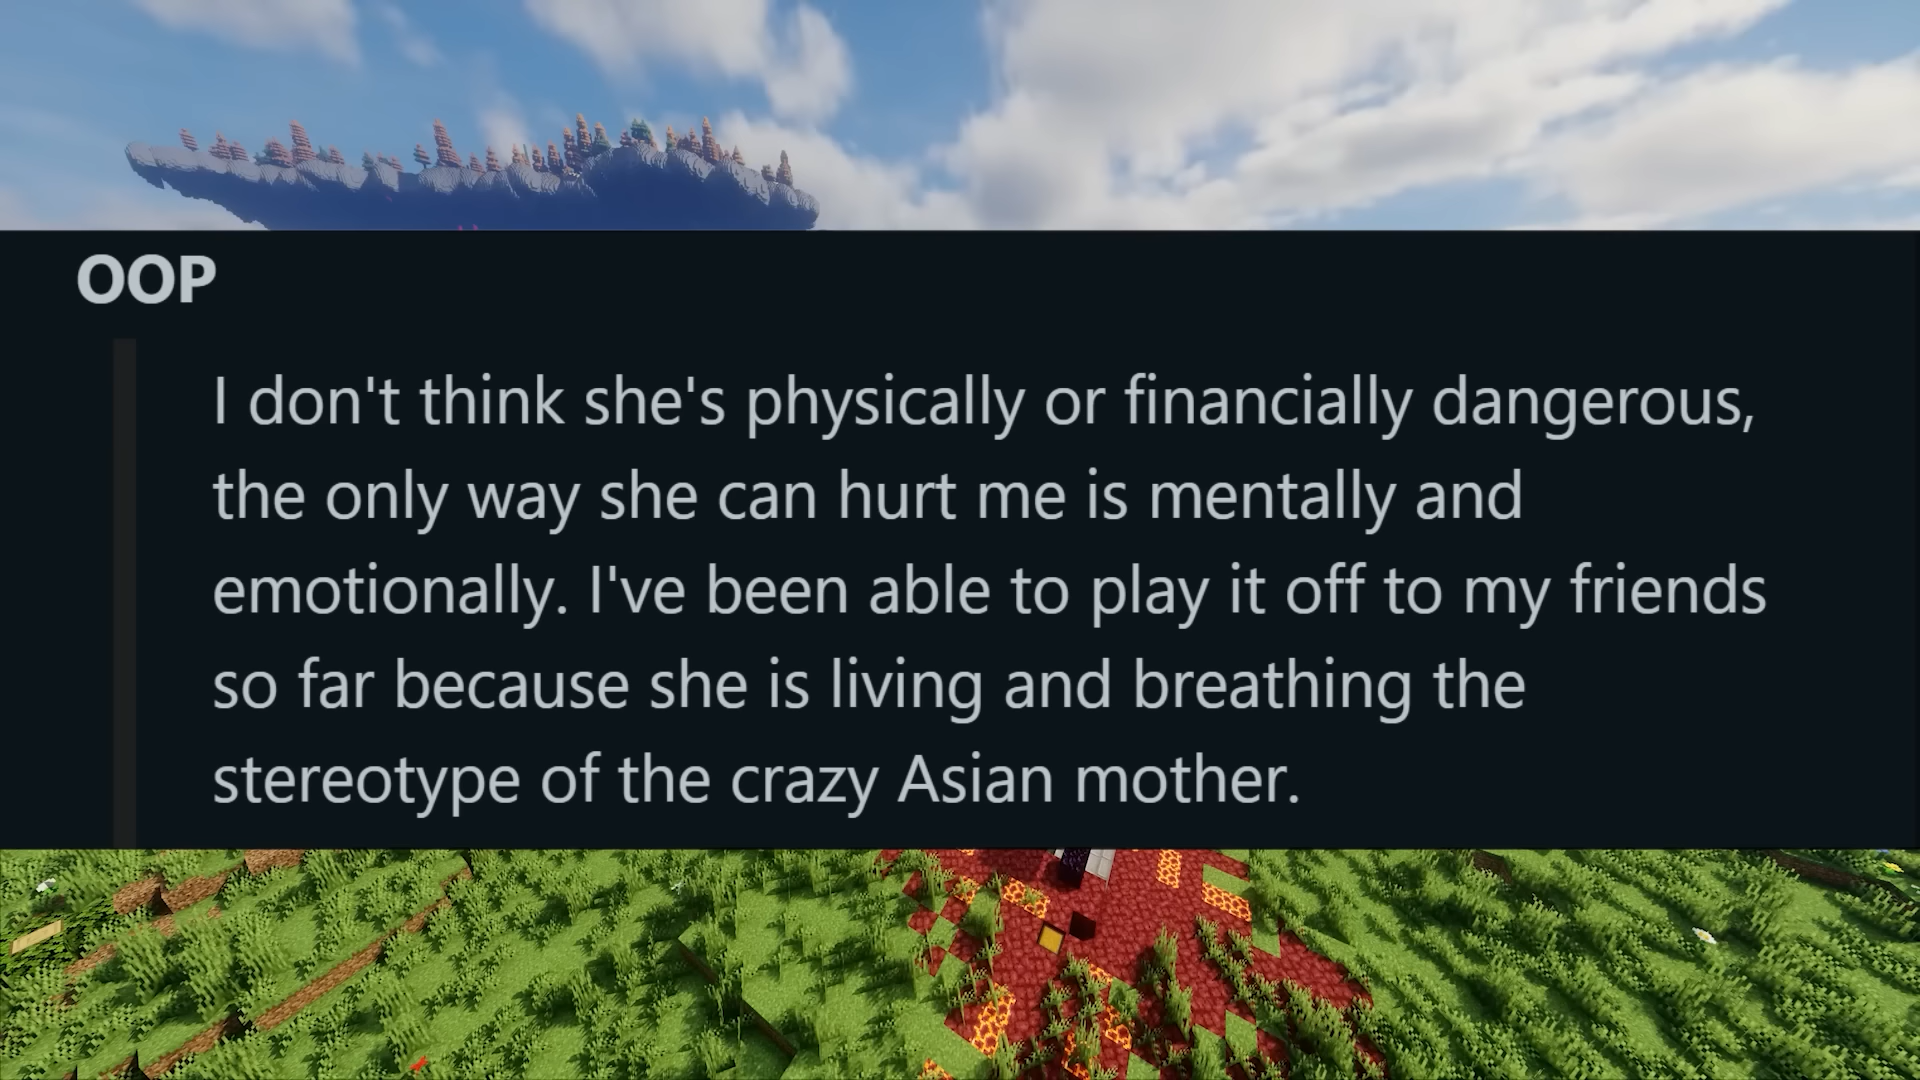 OOP
I don't think she's physically or financially dangerous,
the only way she can hurt me is mentally and
emotionally. I've been able to play it off to my friends
so far because she is living and breathing the
stereotype of the crazy Asian mother.